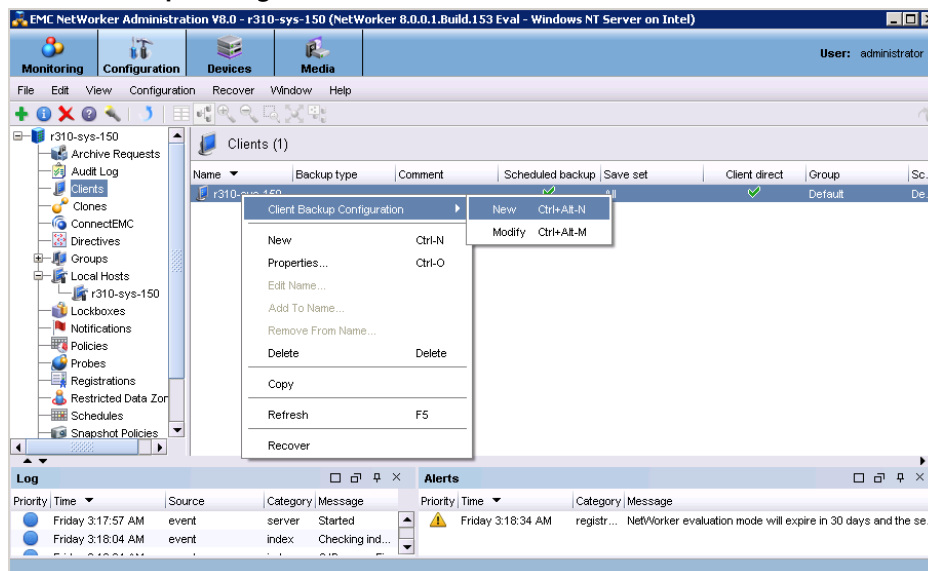 EMC NetWorker Administration V8.0 - r310-sys-150 (NetWorker 8.0.0.1.Build.153 Eval - Windows NT Server on Intel)
Monitoring Configuration Devices Media User: administrator
File Edit View Configuration Recover Window Help
r310-sys-150
Archive Requests
Audit Log
Clients
Clones
ConnectEMC
Directives
Groups
Local Hosts
r310-sys-150
Lockboxes
Notifications
Policies
Probes
Registrations
Restricted Data Zon
Schedules
Snapshot Policies
Clients (1)
Name Backup type Comment Scheduled backup Save set Client direct Group Sc.
r310-sys-150 All Default De.
Client Backup Configuration
New Ctrl-N
Properties... Ctrl-O
Edit Name...
Add To Name...
Remove From Name...
Delete Delete
Copy
Refresh F5
Recover
New Ctrl+Alt-N
Modify Ctrl+Alt-M
Log
Priority Time Source Category Message
Friday 3:17:57 AM event server Started
Friday 3:18:04 AM event index Checking ind...
Alerts
Priority Time Category Message
Friday 3:18:34 AM registr... NetWorker evaluation mode will expire in 30 days and the se.